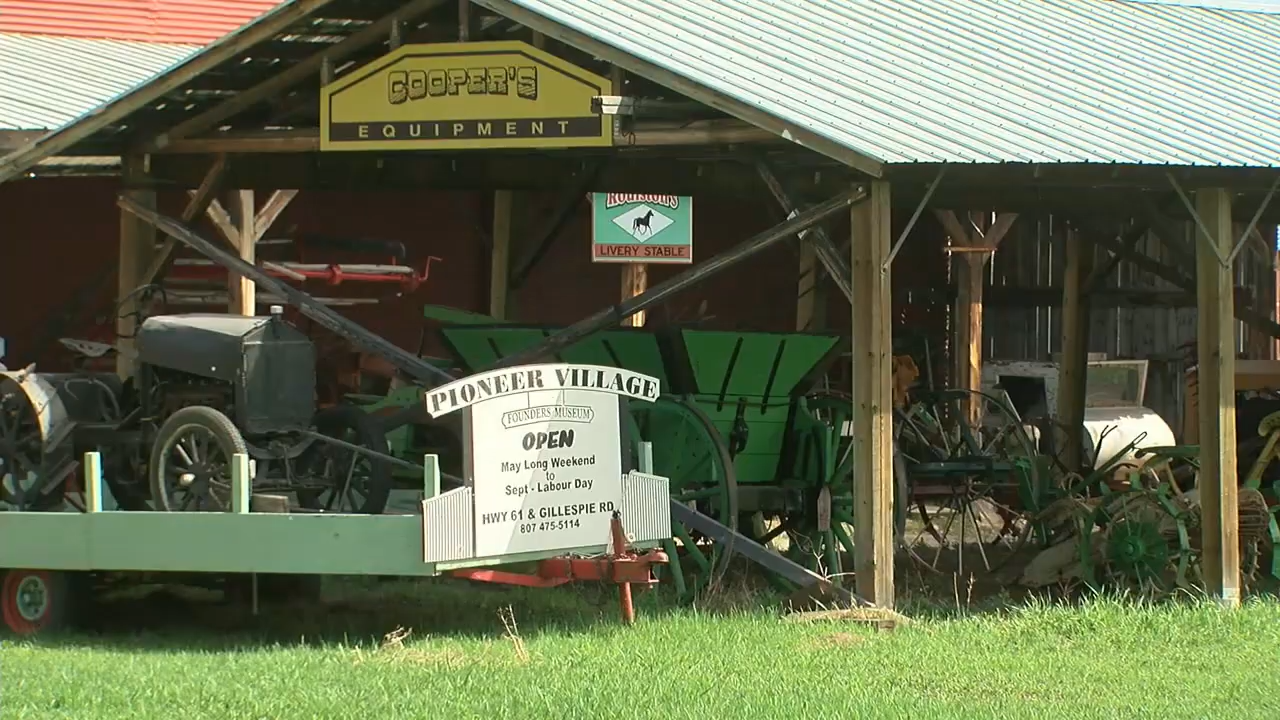 COOPER'S
EQUIPMENT
Roulston's
LIVERY STABLE
PIONEER VILLAGE
FOUNDERS MUSEUM
OPEN
May Long Weekend
to
Sept - Labour Day
HWY 61 & GILLESPIE RD
807 475-5114